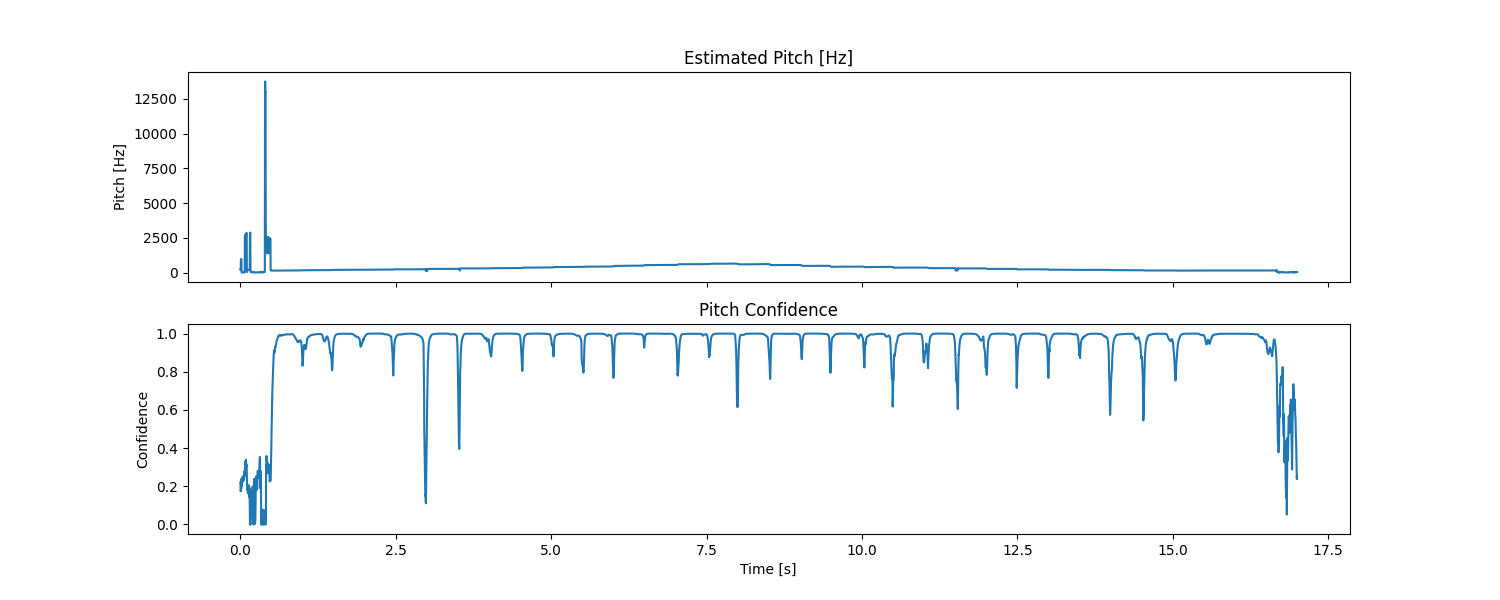 Estimated Pitch [Hz]
12500
10000
7500
5000
2500
0
Pitch [Hz]
Pitch Confidence
1.0
0.8
0.6
0.4
0.2
0.0
Confidence
0.0 2.5 5.0 7.5 10.0 12.5 15.0 17.5
Time [s]